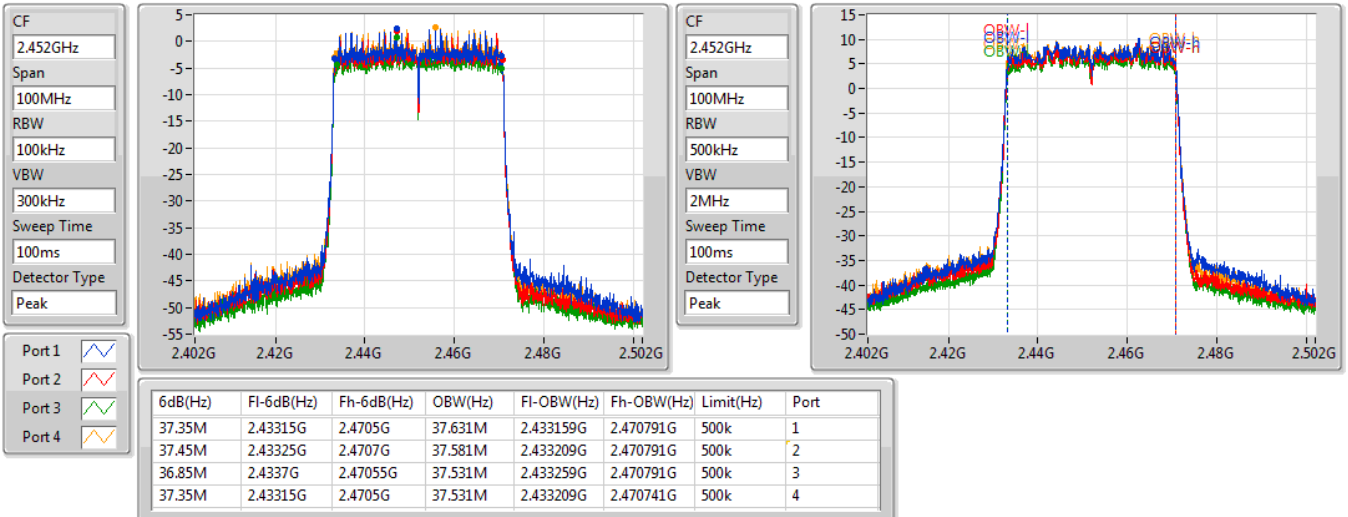 CF
2.452GHz
Span
100MHz
RBW
100kHz
VBW
300kHz
Sweep Time
100ms
Detector Type
Peak
5
0
-5
-10
-15
-20
-25
-30
-35
-40
-45
-50
-55
2.402G 2.42G 2.44G 2.46G 2.48G 2.502G
CF
2.452GHz
Span
100MHz
RBW
500kHz
VBW
2MHz
Sweep Time
100ms
Detector Type
Peak
15
10
5
0
-5
-10
-15
-20
-25
-30
-35
-40
-45
-50
OBW-l
OBW-l
OBW-h
2.402G 2.42G 2.44G 2.46G 2.48G 2.502G
Port 1
Port 2
Port 3
Port 4
6dB(Hz) Fl-6dB(Hz) Fh-6dB(Hz) OBW(Hz) Fl-OBW(Hz) Fh-OBW(Hz) Limit(Hz) Port
37.35M 2.43315G 2.4705G 37.631M 2.433159G 2.470791G 500k 1
37.45M 2.43325G 2.4707G 37.581M 2.433209G 2.470791G 500k 2
36.85M 2.4337G 2.47055G 37.531M 2.433259G 2.470791G 500k 3
37.35M 2.43315G 2.4705G 37.531M 2.433209G 2.470741G 500k 4